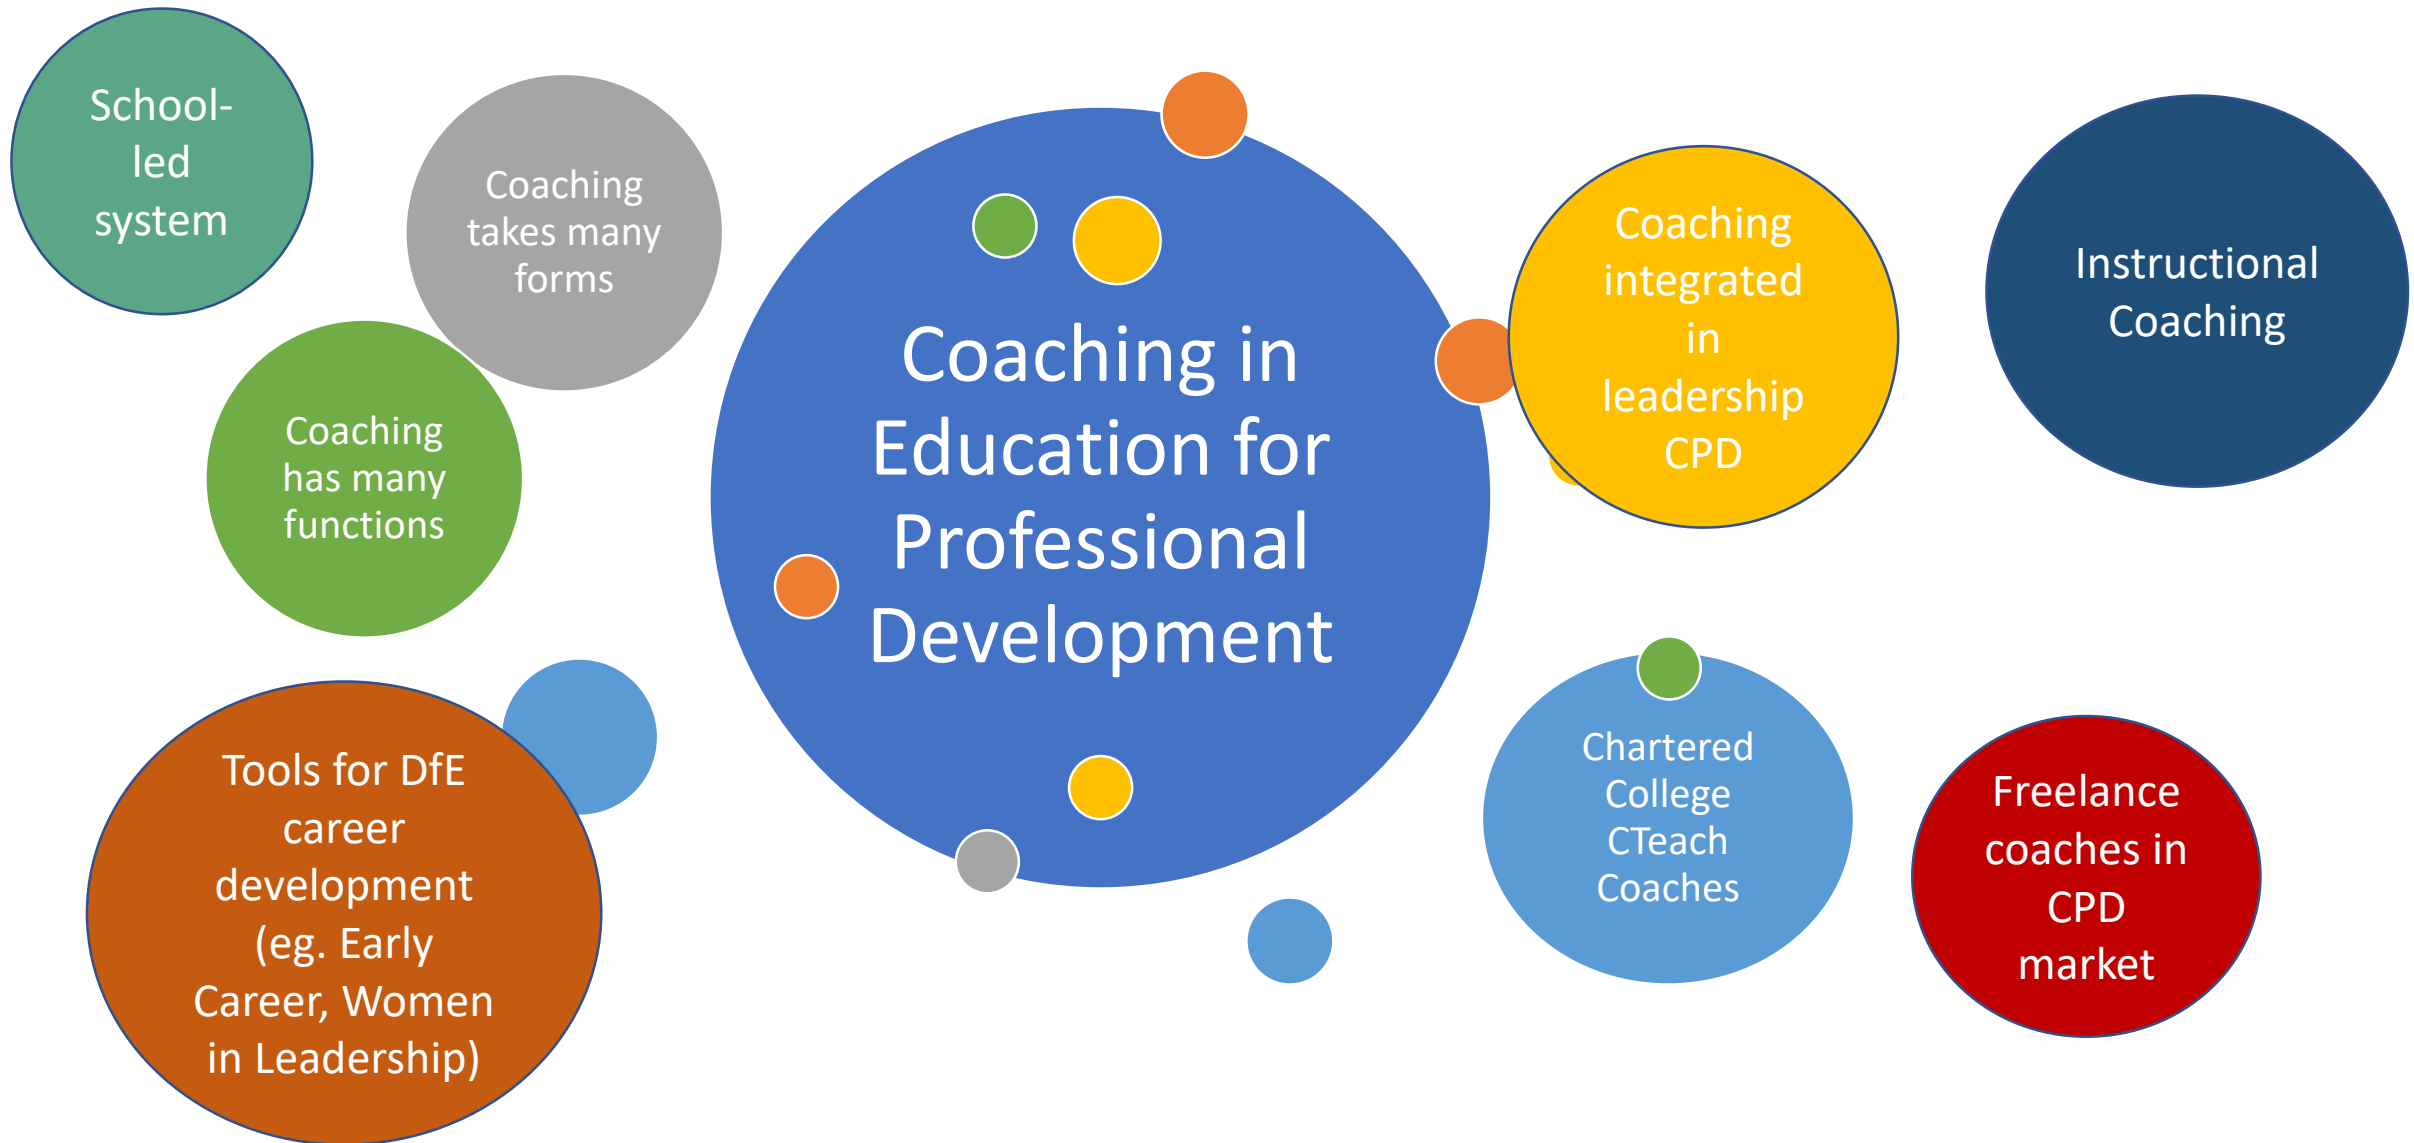 School-
led
system
Coaching
takes many
forms
Coaching
has many
functions
Tools for DfE
career
development
(eg. Early
Career, Women
in Leadership)
Coaching in
Education for
Professional
Development
Coaching
integrated
in
leadership
CPD
Instructional
Coaching
Chartered
College
CTeach
Coaches
Freelance
coaches in
CPD
market